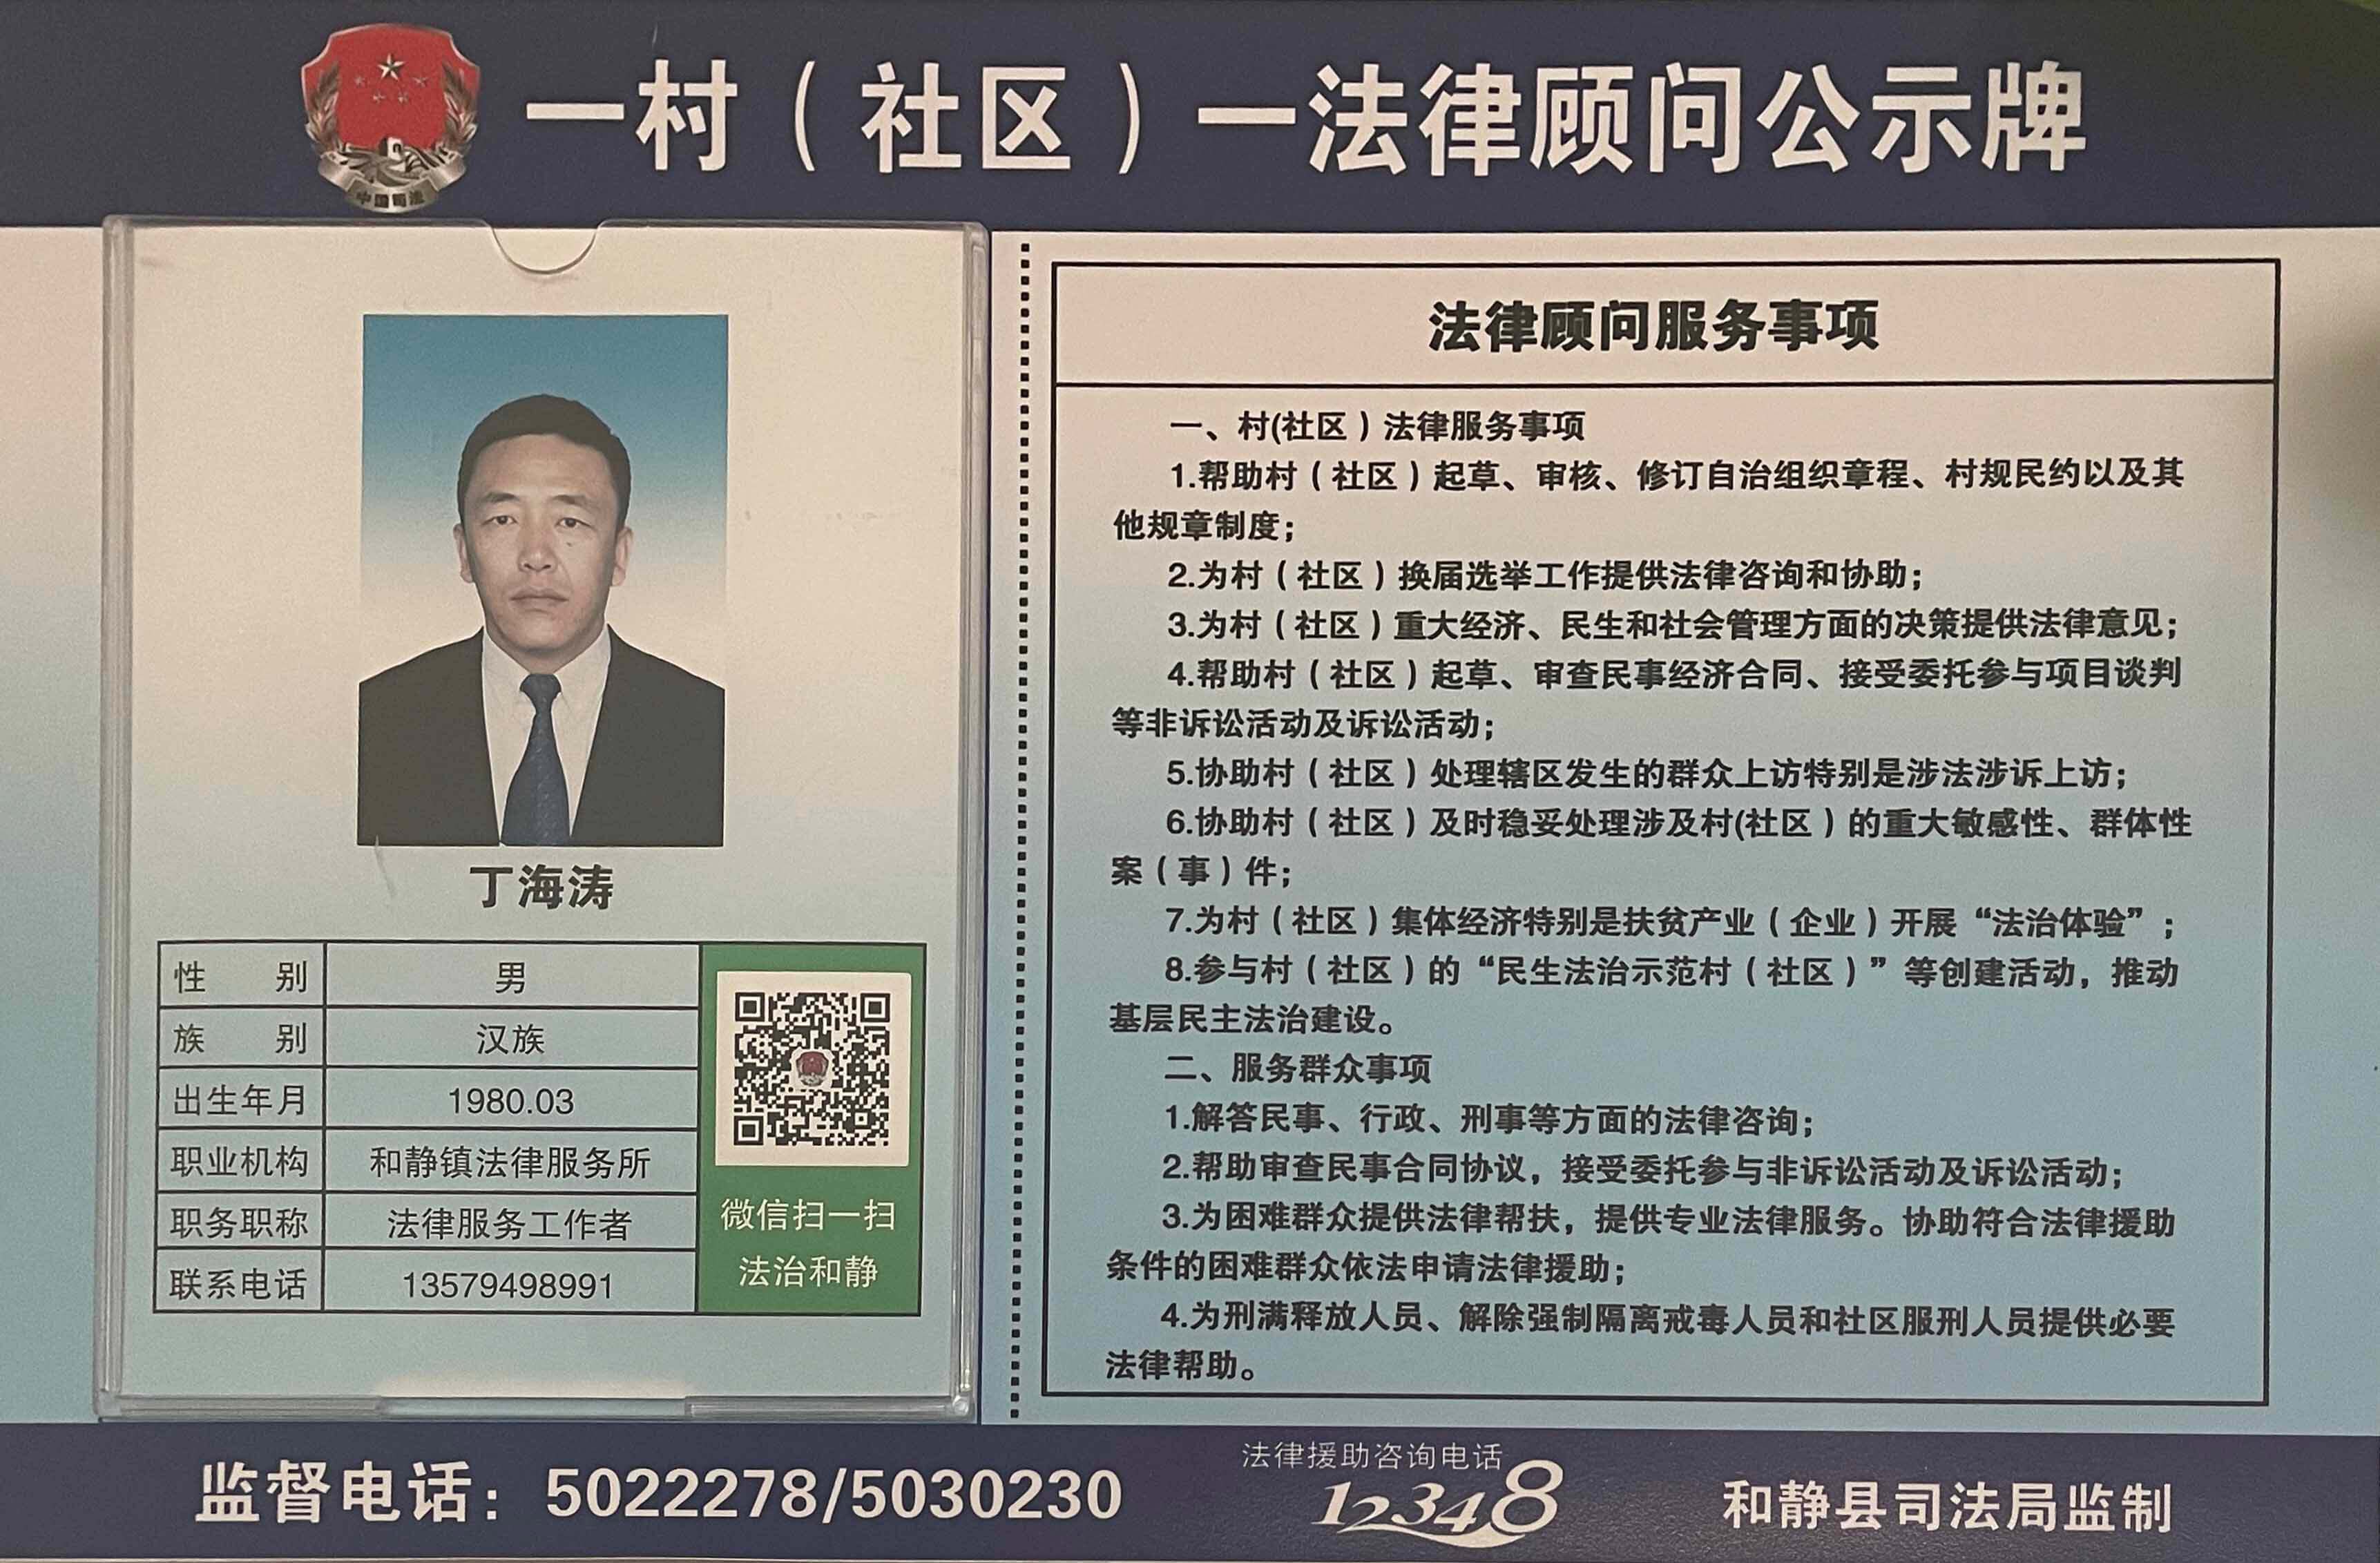 中国司法
一村（社区）一法律顾问公示牌
丁海涛
性别 男
族别 汉族
出生年月 1980.03
职业机构 和静镇法律服务所
职务职称 法律服务工作者
联系电话 13579498991
微信扫一扫
法治和静
法律顾问服务事项
一、村(社区）法律服务事项
1.帮助村（社区）起草、审核、修订自治组织章程、村规民约以及其
他规章制度；
2.为村（社区）换届选举工作提供法律咨询和协助；
3.为村（社区）重大经济、民生和社会管理方面的决策提供法律意见；
4.帮助村（社区）起草、审查民事经济合同、接受委托参与项目谈判
等非诉讼活动及诉讼活动；
5.协助村（社区）处理辖区发生的群众上访特别是涉法涉诉上访；
6.协助村（社区）及时稳妥处理涉及村(社区）的重大敏感性、群体性
案（事）件；
7.为村（社区）集体经济特别是扶贫产业（企业）开展“法治体验”；
8.参与村（社区）的“民生法治示范村（社区）”等创建活动，推动
基层民主法治建设。
二、服务群众事项
1.解答民事、行政、刑事等方面的法律咨询；
2.帮助审查民事合同协议，接受委托参与非诉讼活动及诉讼活动；
3.为困难群众提供法律帮扶，提供专业法律服务。协助符合法律援助
条件的困难群众依法申请法律援助；
4.为刑满释放人员、解除强制隔离戒毒人员和社区服刑人员提供必要
法律帮助。
监督电话：5022278/5030230
法律援助咨询电话
12348
和静县司法局监制